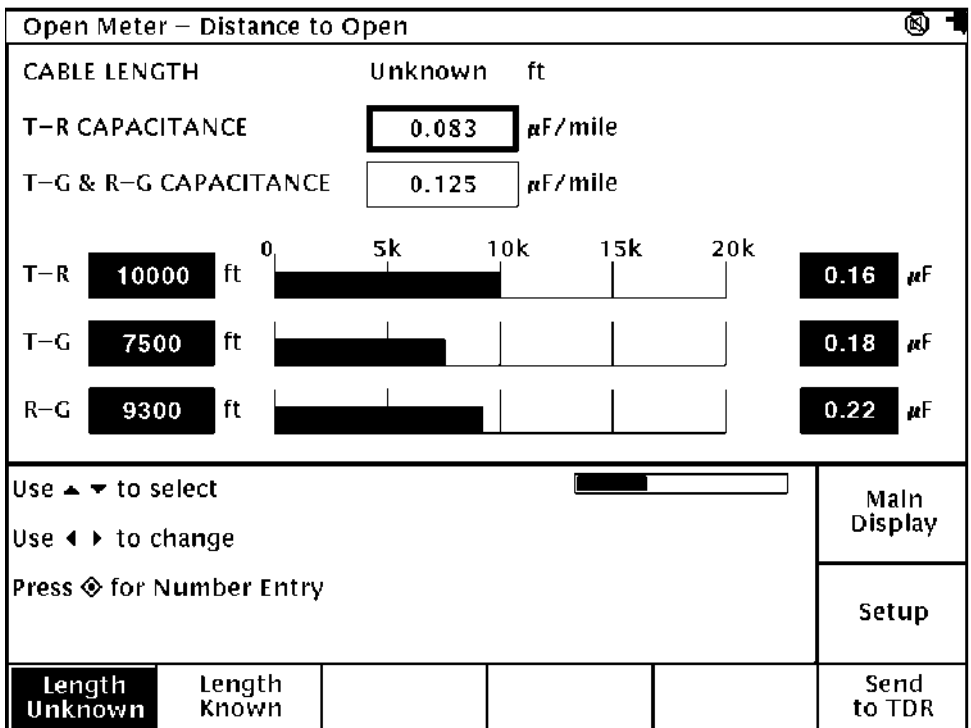 Open Meter – Distance to Open
CABLE LENGTH Unknown ft
T–R CAPACITANCE 0.083 µF/mile
T–G & R–G CAPACITANCE 0.125 µF/mile
0 5k 10k 15k 20k
T–R 10000 ft 0.16 µF
T–G 7500 ft 0.18 µF
R–G 9300 ft 0.22 µF
Use ▲ ▼ to select
Use ◀ ▶ to change
Press for Number Entry
Main
Display
Setup
Length
Unknown
Length
Known
Send
to TDR